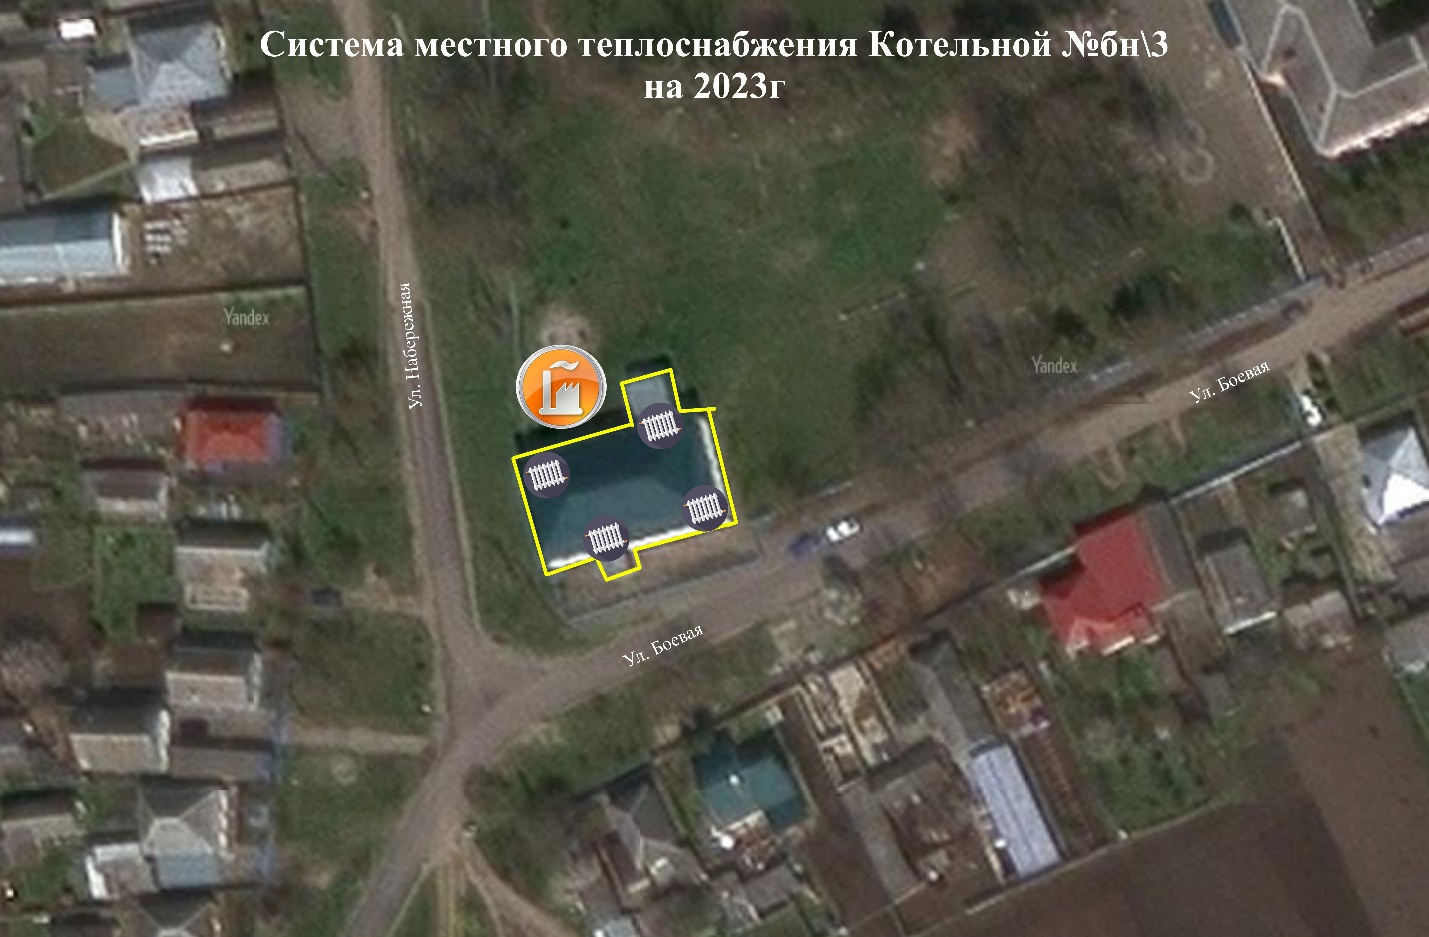 Система местного теплоснабжения Котельной №бн\3
на 2023г
Ул. Набережная
Yandex
Yandex
Ул. Боевая
Ул. Боевая